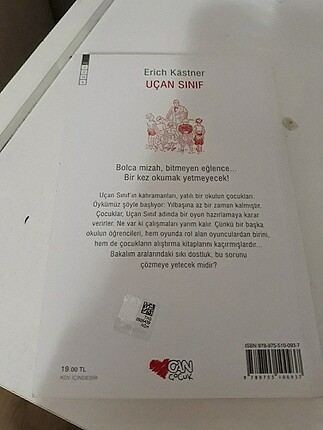 Erich Kästner
UÇAN SINIF
Bolca mizah, bitmeyen eğlence...
Bir kez okumak yetmeyecek!
Uçan Sınıf'ın kahramanları, yatılı bir okulun çocukları.
Öykümüz şöyle başlıyor: Yılbaşına az bir zaman kalmıştır.
Çocuklar, Uçan Sınıf adında bir oyun hazırlamaya karar
verirler. Ne var ki çalışmaları yarım kalır. Çünkü bir başka
okulun öğrencileri, hem oyunda rol alan oyunculardan birini,
hem de çocukların alıştırma kitaplarını kaçırmışlardır...
Bakalım aralarındaki sıkı dostluk, bu sorunu
çözmeye yetecek midir?
19.00 TL
KDV İÇİNDEDİR
CAN
ÇOCUK
ISBN 978-975-510-093-7
9 789755 100937